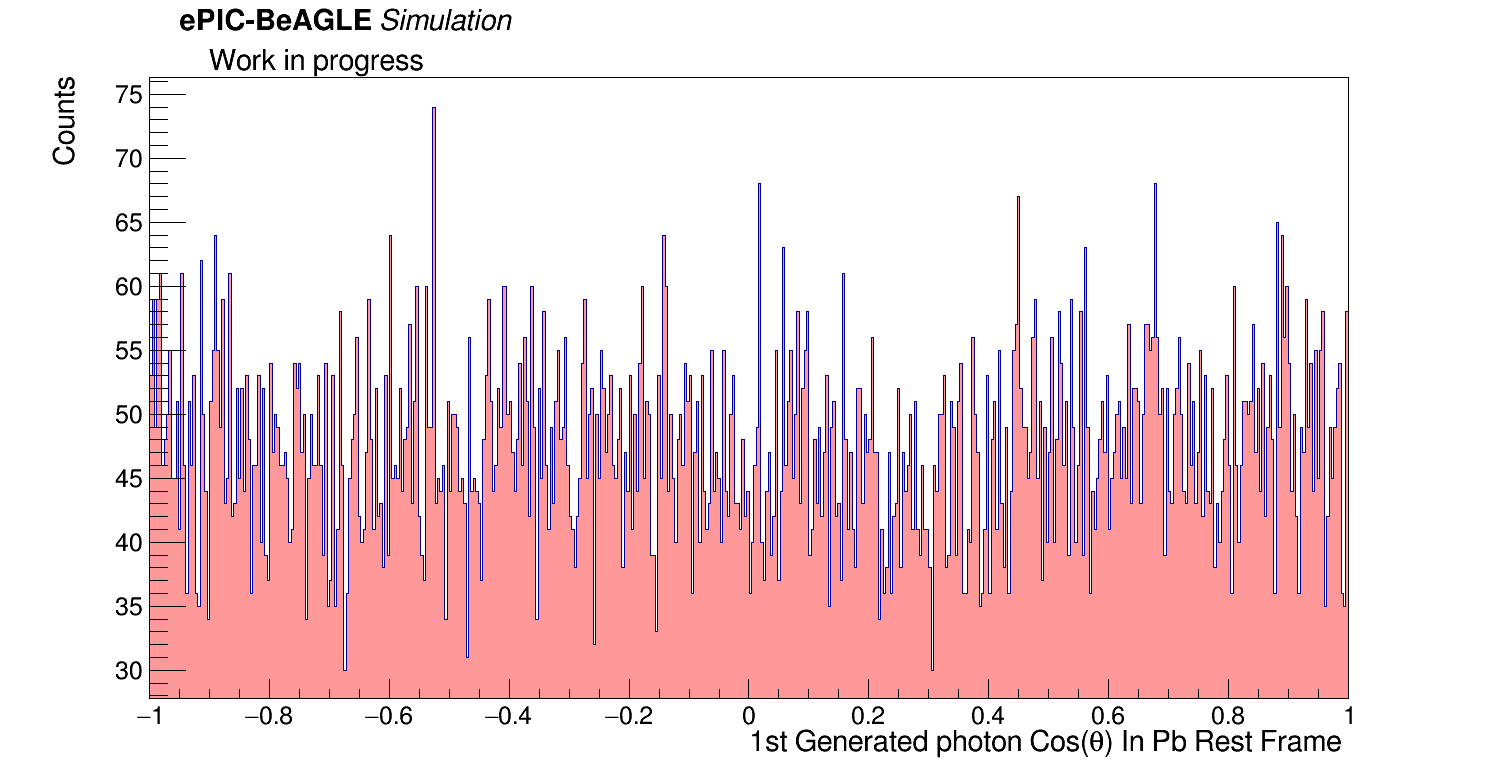 ePIC-BeAGLE Simulation
Work in progress
Counts
75
70
65
60
55
50
45
40
35
30
−1 −0.8 −0.6 −0.4 −0.2 0 0.2 0.4 0.6 0.8 1
1st Generated photon Cos(θ) In Pb Rest Frame